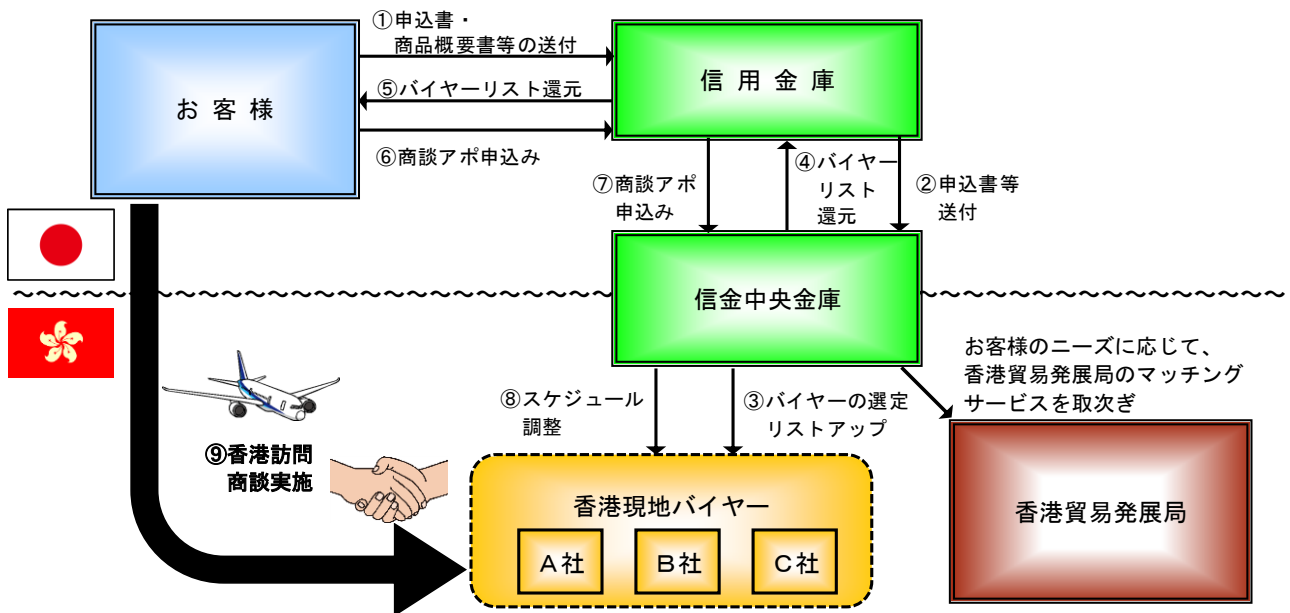 ①申込書・
商品概要書等の送付
お客様
信用金庫
⑤バイヤーリスト還元
⑥商談アポ申込み
⑦商談アポ
申込み
④バイヤー
リスト
還元
②申込書等
送付
信金中央金庫
お客様のニーズに応じて、
香港貿易発展局のマッチング
サービスを取次ぎ
⑧スケジュール
調整
③バイヤーの選定
リストアップ
⑨香港訪問
商談実施
香港現地バイヤー
A社
B社
C社
香港貿易発展局